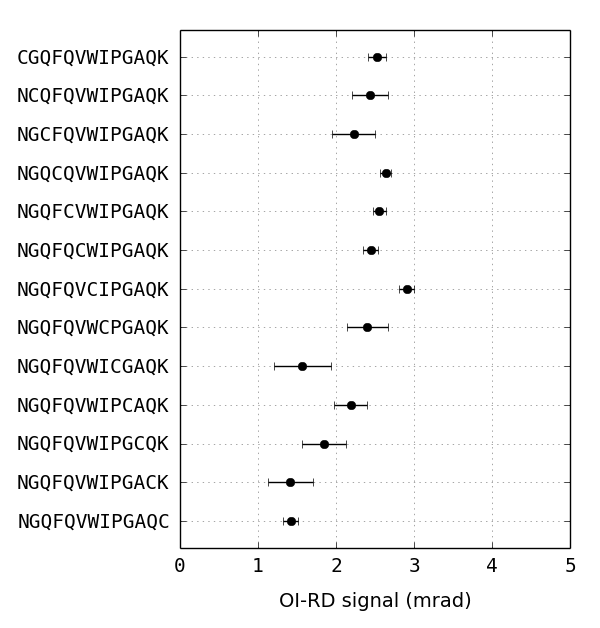 CGQFQVWIPGAQK
NCQFQVWIPGAQK
NGCFQVWIPGAQK
NGQCQVWIPGAQK
NGQFCVWIPGAQK
NGQFQCWIPGAQK
NGQFQVCIPGAQK
NGQFQVWCPGAQK
NGQFQVWICGAQK
NGQFQVWIPCAQK
NGQFQVWIPGCQK
NGQFQVWIPGACK
NGQFQVWIPGAQC
0 1 2 3 4 5
OI-RD signal (mrad)